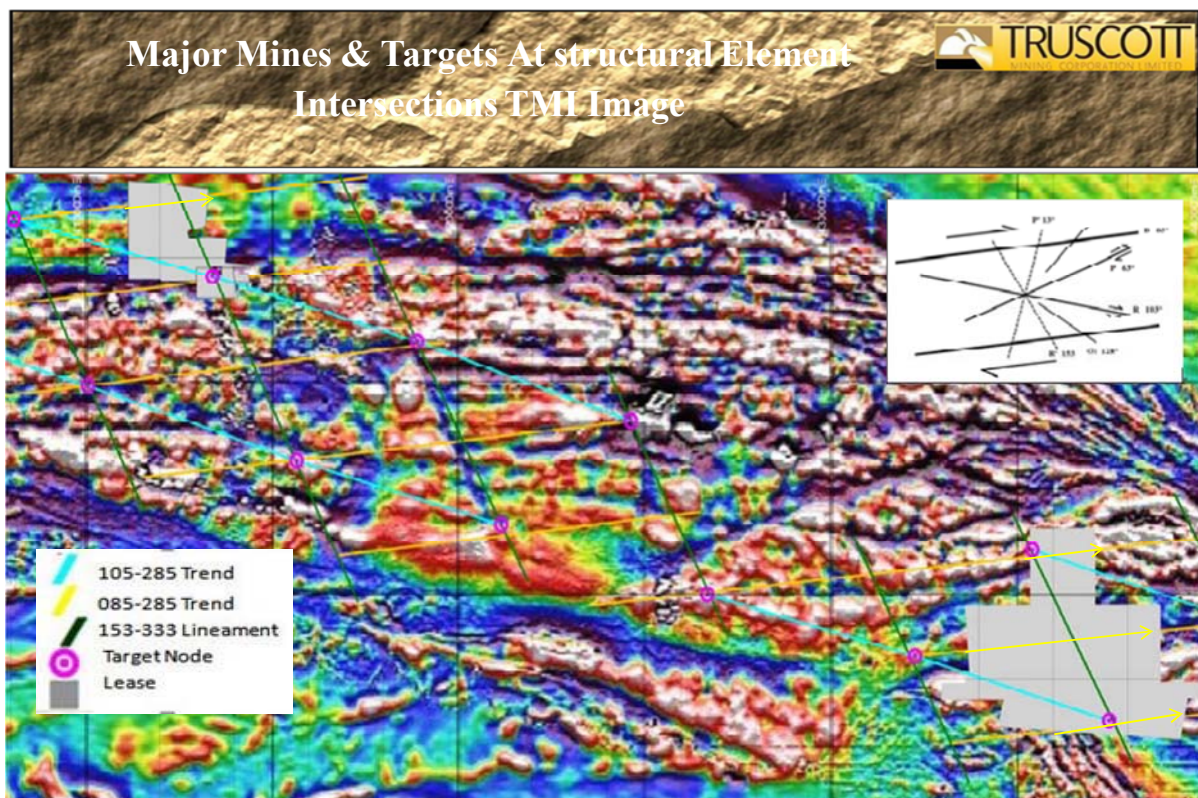 Major Mines & Targets At structural Element
Intersections TMI Image
TRUSCOTT
MINING CORPORATION LIMITED
P' 13°
P 63°
R 103°
R' 153
105-285 Trend
085-285 Trend
153-333 Lineament
Target Node
Lease